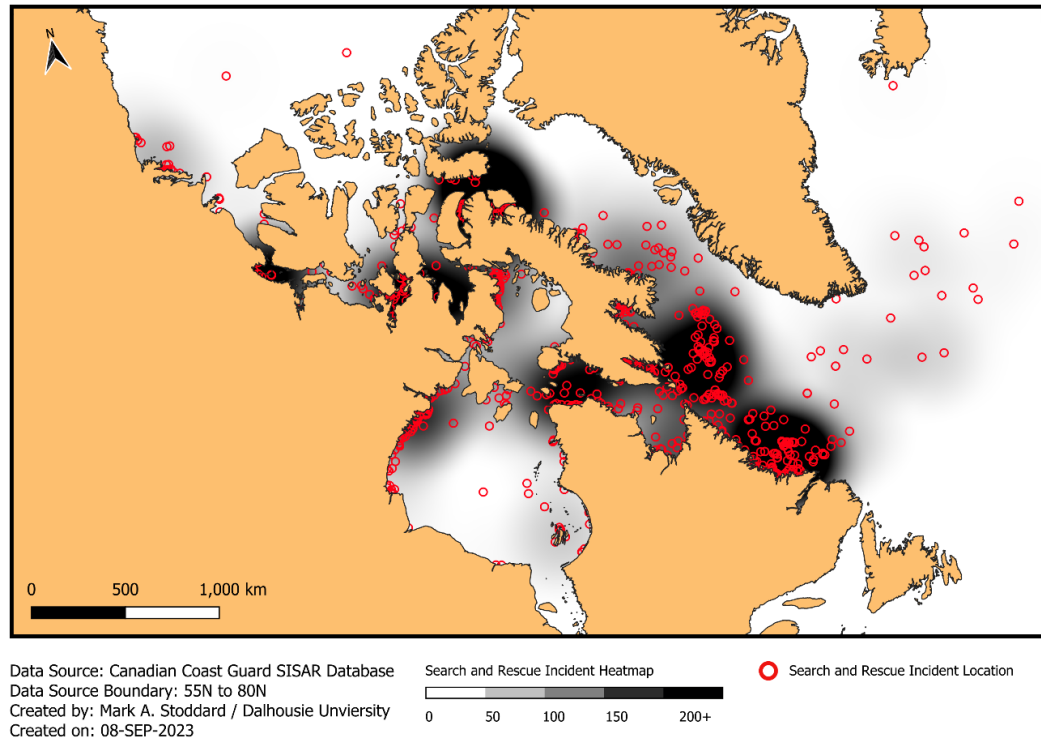 N
0 500 1,000 km
Data Source: Canadian Coast Guard SISAR Database
Data Source Boundary: 55N to 80N
Created by: Mark A. Stoddard / Dalhousie Unviersity
Created on: 08-SEP-2023
Search and Rescue Incident Heatmap
0 50 100 150 200+
Search and Rescue Incident Location